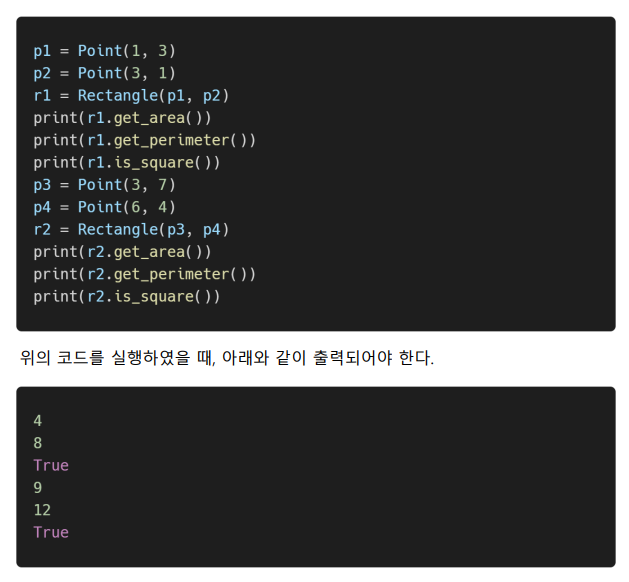 p1 = Point(1, 3)
p2 = Point(3, 1)
r1 = Rectangle(p1, p2)
print(r1.get_area())
print(r1.get_perimeter())
print(r1.is_square())
p3 = Point(3, 7)
p4 = Point(6, 4)
r2 = Rectangle(p3, p4)
print(r2.get_area())
print(r2.get_perimeter())
print(r2.is_square())
위의 코드를 실행하였을 때, 아래와 같이 출력되어야 한다.
4
8
True
9
12
True